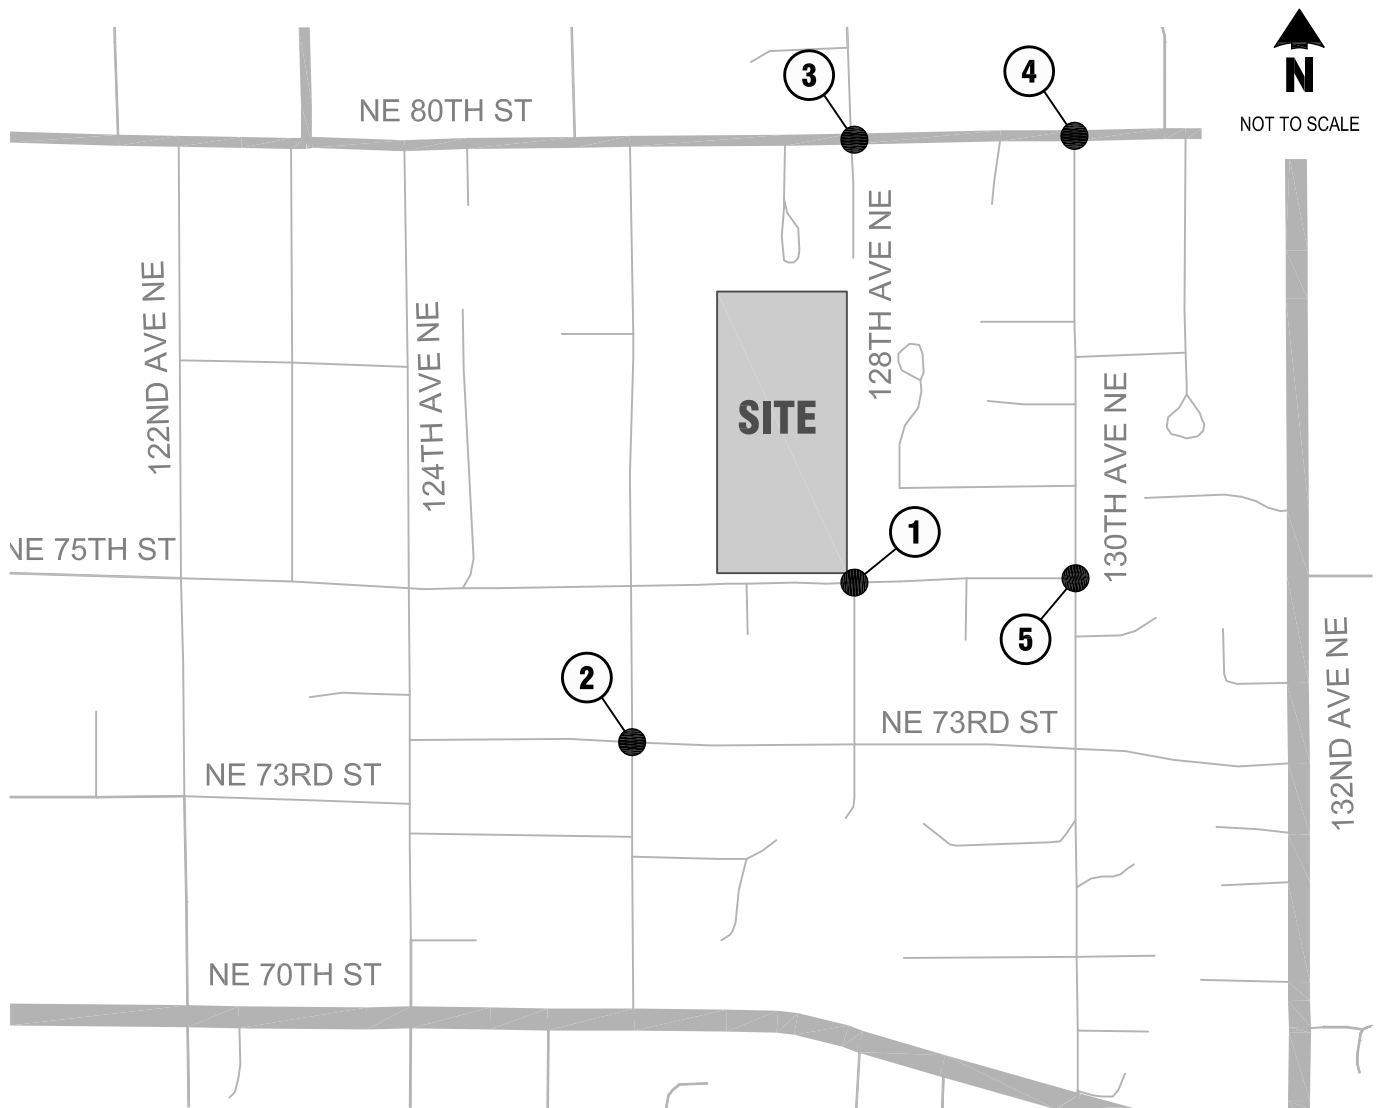 3
4
N
NE 80TH ST
NOT TO SCALE
122ND AVE NE
124TH AVE NE
128TH AVE NE
130TH AVE NE
SITE
NE 75TH ST
1
5
2
132ND AVE NE
NE 73RD ST
NE 73RD ST
NE 70TH ST